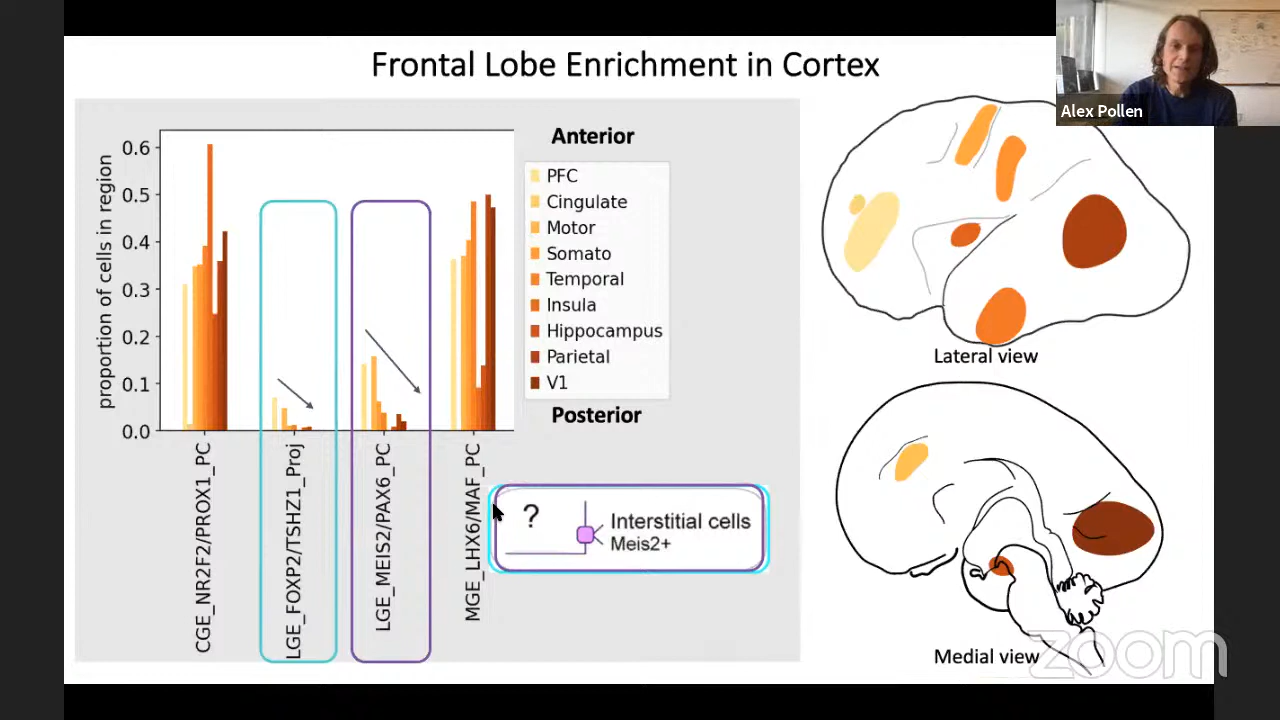 Frontal Lobe Enrichment in Cortex
Alex Pollen
proportion of cells in region
0.6
0.5
0.4
0.3
0.2
0.1
0.0
CGE_NR2F2/PROX1_PC
LGE_FOXP2/TSHZ1_Proj
LGE_MEIS2/PAX6_PC
MGE_LHX6/MAF_PC
Anterior
PFC
Cingulate
Motor
Somato
Temporal
Insula
Hippocampus
Parietal
V1
Posterior
?
Interstitial cells
Meis2+
Lateral view
Medial view
zoom